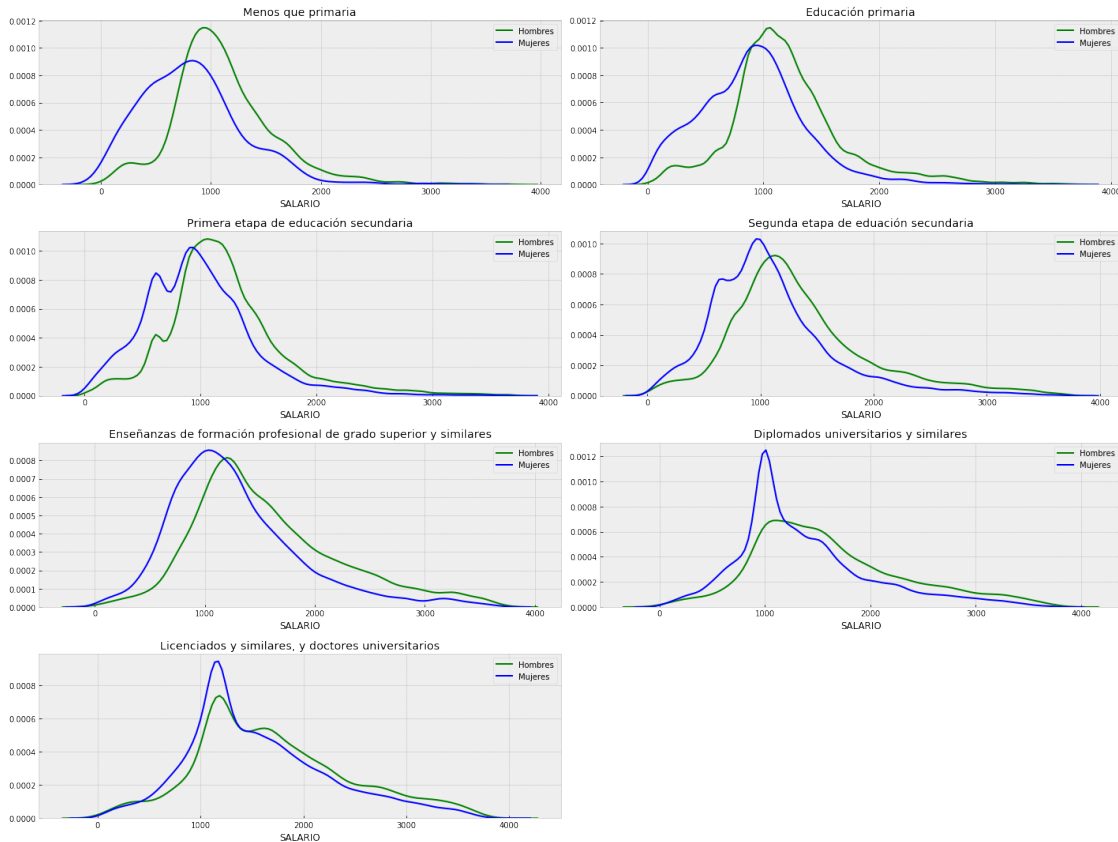 Menos que primaria
0.0012
0.0010
0.0008
0.0006
0.0004
0.0002
0.0000
Hombres
Mujeres
0 1000 2000 3000 4000
SALARIO
Educación primaria
0.0012
0.0010
0.0008
0.0006
0.0004
0.0002
0.0000
Hombres
Mujeres
0 1000 2000 3000 4000
SALARIO
Primera etapa de educación secundaria
0.0010
0.0008
0.0006
0.0004
0.0002
0.0000
Hombres
Mujeres
0 1000 2000 3000 4000
SALARIO
Segunda etapa de eduación secundaria
0.0010
0.0008
0.0006
0.0004
0.0002
0.0000
Hombres
Mujeres
0 1000 2000 3000 4000
SALARIO
Enseñanzas de formación profesional de grado superior y similares
0.0008
0.0007
0.0006
0.0005
0.0004
0.0003
0.0002
0.0001
0.0000
Hombres
Mujeres
0 1000 2000 3000 4000
SALARIO
Diplomados universitarios y similares
0.0012
0.0010
0.0008
0.0006
0.0004
0.0002
0.0000
Hombres
Mujeres
0 1000 2000 3000 4000
SALARIO
Licenciados y similares, y doctores universitarios
0.0008
0.0006
0.0004
0.0002
0.0000
Hombres
Mujeres
0 1000 2000 3000 4000
SALARIO